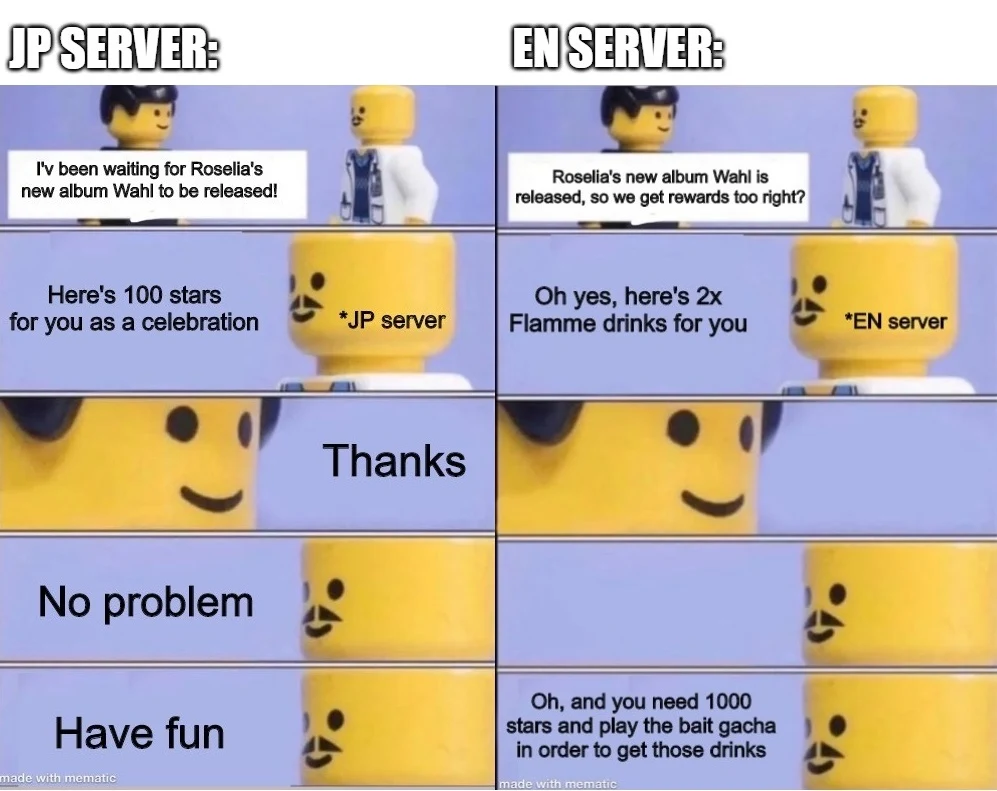 JP SERVER:
EN SERVER:
I'v been waiting for Roselia's
new album Wahl to be released!
Here's 100 stars
for you as a celebration
*JP server
Thanks
No problem
Have fun
made with mematic
Roselia's new album Wahl is
released, so we get rewards too right?
Oh yes, here's 2x
Flamme drinks for you
*EN server
Oh, and you need 1000
stars and play the bait gacha
in order to get those drinks
made with mematic